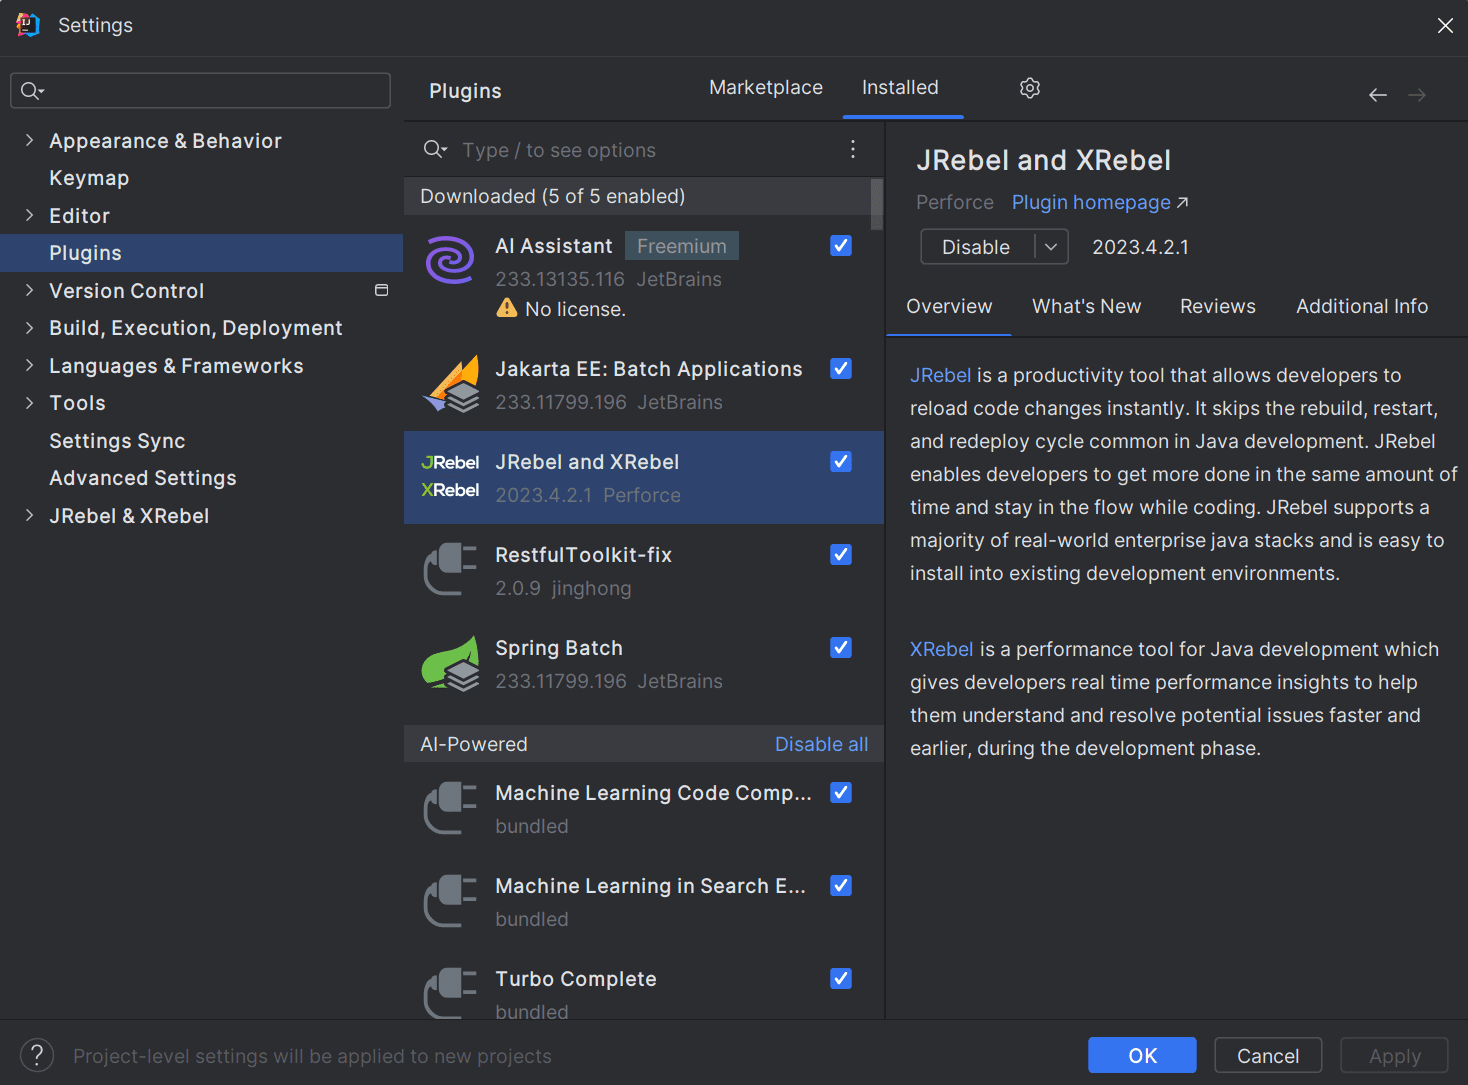 Settings
Appearance & Behavior
Keymap
Editor
Plugins
Version Control
Build, Execution, Deployment
Languages & Frameworks
Tools
Settings Sync
Advanced Settings
JRebel & XRebel
Plugins
Marketplace
Installed
Type / to see options
Downloaded (5 of 5 enabled)
AI Assistant Freemium
233.13135.116 JetBrains
No license.
Jakarta EE: Batch Applications
233.11799.196 JetBrains
JRebel
XRebel
JRebel and XRebel
2023.4.2.1 Perforce
RestfulToolkit-fix
2.0.9 jinghong
Spring Batch
233.11799.196 JetBrains
AI-Powered Disable all
Machine Learning Code Comp...
bundled
Machine Learning in Search E...
bundled
Turbo Complete
bundled
JRebel and XRebel
Perforce Plugin homepage ↗
Disable 2023.4.2.1
Overview What's New Reviews Additional Info
JRebel is a productivity tool that allows developers to
reload code changes instantly. It skips the rebuild, restart,
and redeploy cycle common in Java development. JRebel
enables developers to get more done in the same amount of
time and stay in the flow while coding. JRebel supports a
majority of real-world enterprise java stacks and is easy to
install into existing development environments.
XRebel is a performance tool for Java development which
gives developers real time performance insights to help
them understand and resolve potential issues faster and
earlier, during the development phase.
? Project-level settings will be applied to new projects
OK Cancel Apply